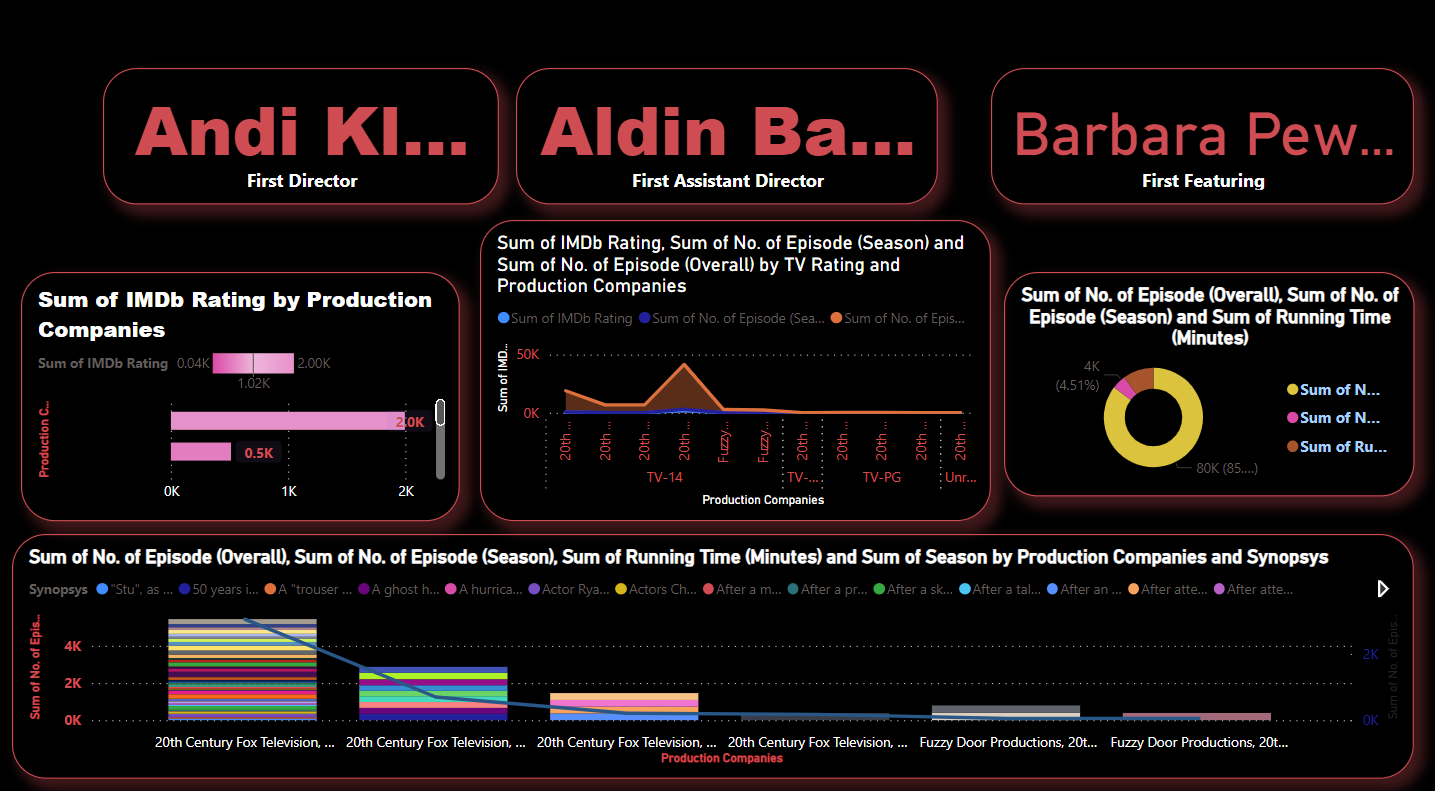 Andi Kl...
First Director
Aldin Ba...
First Assistant Director
Barbara Pew...
First Featuring
Sum of IMDb Rating by Production
Companies
Sum of IMDb Rating 0.04K 2.00K
1.02K
Production C...
2.0K
0.5K
0K 1K 2K
Sum of IMDb Rating, Sum of No. of Episode (Season) and
Sum of No. of Episode (Overall) by TV Rating and
Production Companies
Sum of IMDb Rating Sum of No. of Episode (Sea... Sum of No. of Epis...
Sum of IMD...
50K
0K
20th ... 20th ... 20th ... 20th ... Fuzzy... Fuzzy... 20th ... 20th ... 20th ... 20th ... 20th ...
TV-14 TV-... TV-PG Unr...
Production Companies
Sum of No. of Episode (Overall), Sum of No. of
Episode (Season) and Sum of Running Time
(Minutes)
4K
(4.51%)
80K (85....)
Sum of N...
Sum of N...
Sum of Ru...
Sum of No. of Episode (Overall), Sum of No. of Episode (Season), Sum of Running Time (Minutes) and Sum of Season by Production Companies and Synopsys
Synopsys "Stu", as ... 50 years i... A "trouser ... A ghost h... A hurrica... Actor Rya... Actors Ch... After a m... After a pr... After a sk... After a tal... After an ... After atte... After atte...
Sum of No. of Epis...
4K
2K
0K
2K
0K
Sum of No. of Epis...
20th Century Fox Television, ... 20th Century Fox Television, ... 20th Century Fox Television, ... 20th Century Fox Television, ... Fuzzy Door Productions, 20t... Fuzzy Door Productions, 20t...
Production Companies